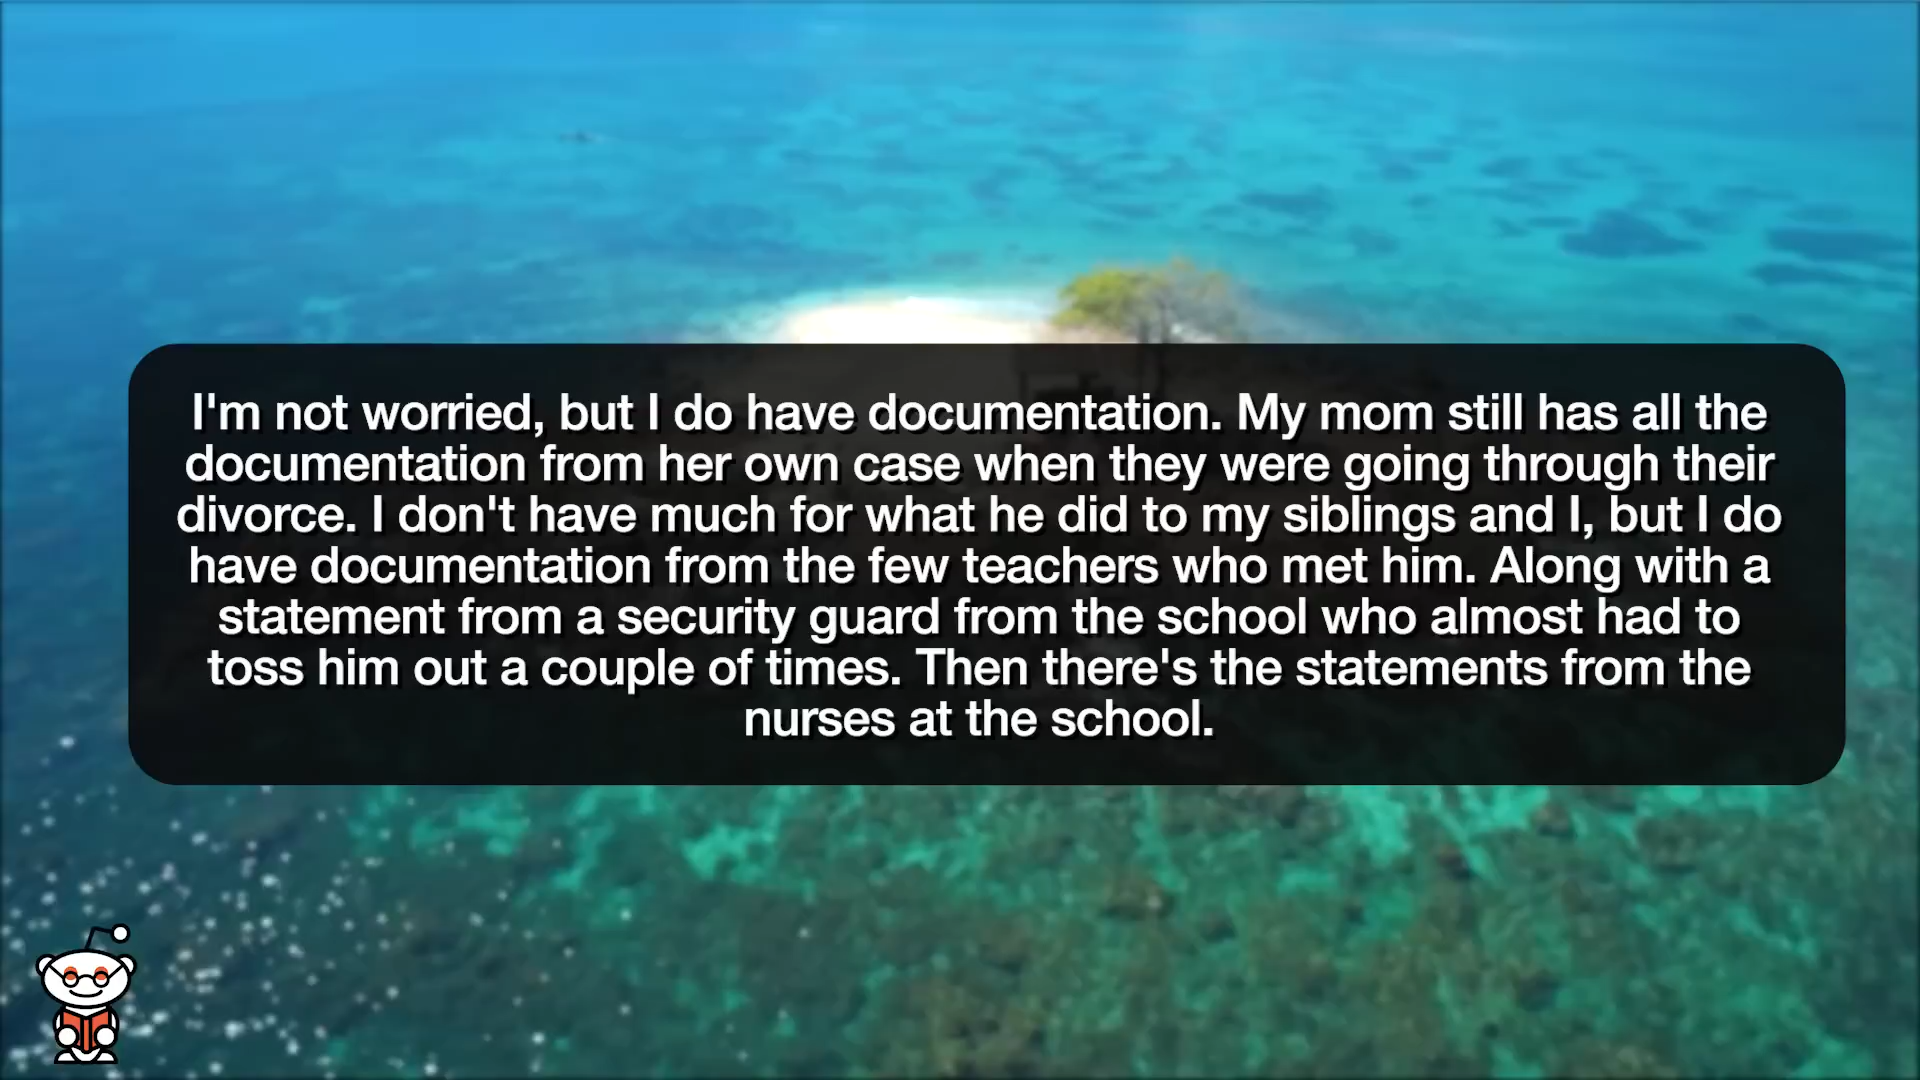 I'm not worried, but I do have documentation. My mom still has all the
documentation from her own case when they were going through their
divorce. I don't have much for what he did to my siblings and I, but I do
have documentation from the few teachers who met him. Along with a
statement from a security guard from the school who almost had to
toss him out a couple of times. Then there's the statements from the
nurses at the school.